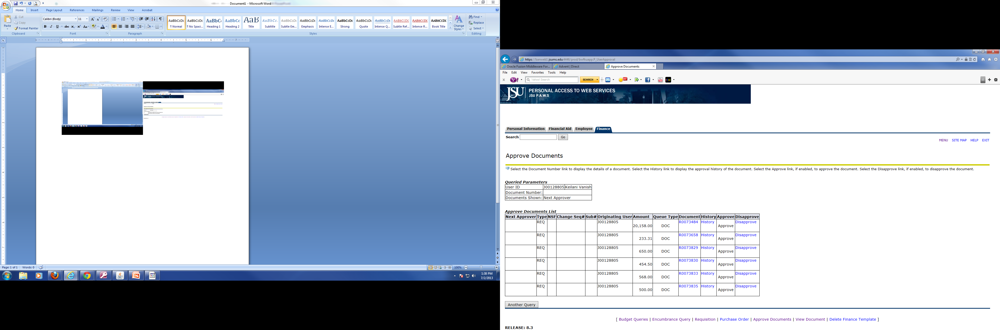 Document1 - Microsoft Word
Home Insert Page Layout References Mailings Review View Acrobat
Paste
Cut
Copy
Format Painter
Clipboard
Calibri (Body) 11
B I U abc X₂ X² Aa
Font
Paragraph
AaBbCcDc AaBbCcDc AaBbC AaBbCc AaB AaBbCc. AaBbCcDc AaBbCcDc AaBbCcDc AaBbCcDc AaBbCcDc AaBbCcDc AABBCCDC AABBCCDC AABBCCDC
¶ Normal ¶ No Spaci... Heading 1 Heading 2 Title Subtitle Subtle Em... Emphasis Intense E... Strong Quote Intense Q... Subtle Ref... Intense R... Book Title
Change Styles
Styles
Find
Replace
Select
Editing
Page: 1 of 1 Words: 0
100%
1:38 PM
7/2/2013
https://banweb1.jsums.edu:4446/prod/bwfkuapp.P_UserApproval
Oracle Fusion Middleware For... Advent | Direct Approve Documents
File Edit View Favorites Tools Help
x Y! Yahoo! Search SEARCH
JSU 1877 PERSONAL ACCESS TO WEB SERVICES
JSU P.A.W.S
Personal Information Financial Aid Employee Finance
Search Go
MENU SITE MAP HELP EXIT
Approve Documents
Select the Document Number link to display the details of a document. Select the History link to display the approval history of the document. Select the Approve link, if enabled, to approve the document. Select the Disapprove link, if enabled, to disapprove the document.
Queried Parameters
User ID J00128805 Keilani Vanish
Document Number:
Documents Shown: Next Approver
Approve Documents List
Next Approver Type NSF Change Seq# Sub# Originating User Amount Queue Type Document History Approve Disapprove
REQ J00128805 20,158.00 DOC R0073484 History Approve Disapprove
REQ J00128805 233.31 DOC R0073658 History Approve Disapprove
REQ J00128805 650.00 DOC R0073829 History Approve Disapprove
REQ J00128805 454.50 DOC R0073830 History Approve Disapprove
REQ J00128805 568.00 DOC R0073833 History Approve Disapprove
REQ J00128805 500.00 DOC R0073835 History Approve Disapprove
Another Query
[ Budget Queries | Encumbrance Query | Requisition | Purchase Order | Approve Documents | View Document | Delete Finance Template ]
RELEASE: 8.3